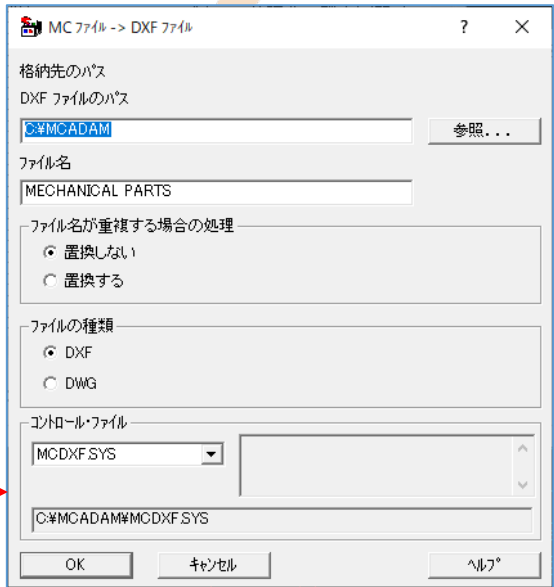 MC ファイル -> DXF ファイル
格納先のパス
DXF ファイルのパス
C:¥MCADAM
参照...
ファイル名
MECHANICAL PARTS
ファイル名が重複する場合の処理
置換しない
置換する
ファイルの種類
DXF
DWG
コントロール・ファイル
MCDXF.SYS
C:¥MCADAM¥MCDXF.SYS
OK
キャンセル
ヘルプ